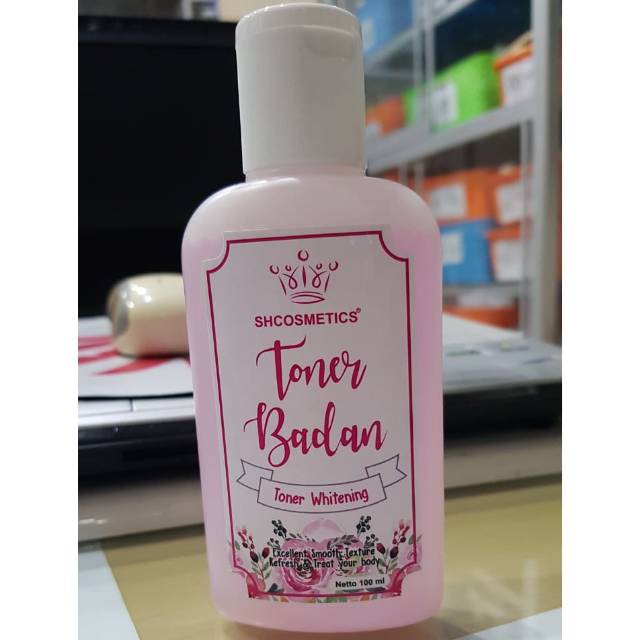 SHCOSMETICS®
Toner
Badan
Toner Whitening
Excellent Smooth Texture
Refresh & Treat your body
Netto 100 ml